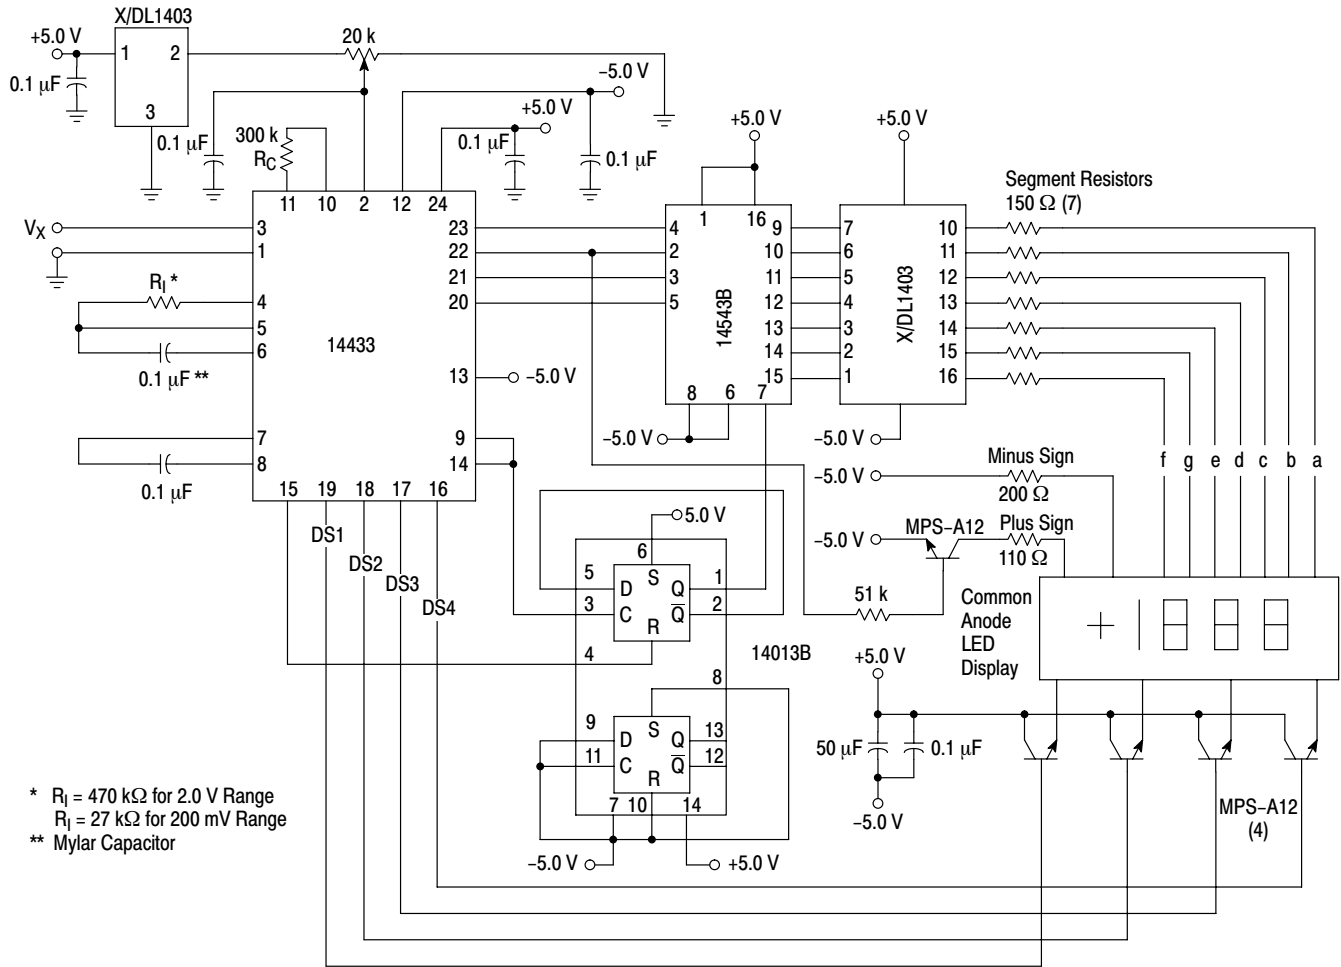 X/DL1403
+5.0 V
1
2
3
0.1 µF
20 k
−5.0 V
+5.0 V
0.1 µF
300 k
RC
0.1 µF
0.1 µF
11 10 2 12 24
VX
3
1
RI *
4
5
6
0.1 µF **
7
8
0.1 µF
14433
23
22
21
20
13
−5.0 V
9
14
15 19 18 17 16
DS1
DS2
DS3
DS4
+5.0 V
1 16
4
2
3
5
14543B
9
10
11
12
13
14
15
8 6 7
−5.0 V
+5.0 V
7
6
5
4
3
2
1
X/DL1403
10
11
12
13
14
15
16
−5.0 V
Segment Resistors
150 Ω (7)
f g e d c b a
−5.0 V
Minus Sign
200 Ω
−5.0 V
MPS−A12
Plus Sign
110 Ω
51 k
Common
Anode
LED
Display
5.0 V
6
5
D S Q
1
3
C Q
2
R
4
14013B
8
9
D S Q
13
11
C Q
12
R
7 10 14
−5.0 V
+5.0 V
+5.0 V
50 µF
0.1 µF
−5.0 V
MPS−A12
(4)
* RI = 470 kΩ for 2.0 V Range
RI = 27 kΩ for 200 mV Range
** Mylar Capacitor